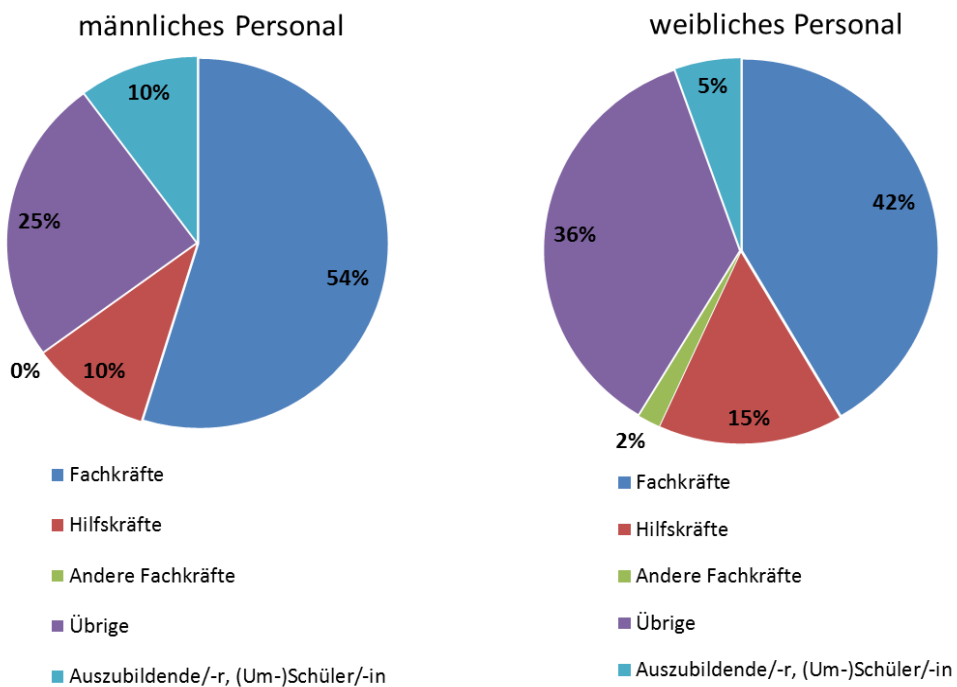 männliches Personal
10%
25%
54%
0%
10%
Fachkräfte
Hilfskräfte
Andere Fachkräfte
Übrige
Auszubildende/-r, (Um-)Schüler/-in
weibliches Personal
5%
42%
36%
15%
2%
Fachkräfte
Hilfskräfte
Andere Fachkräfte
Übrige
Auszubildende/-r, (Um-)Schüler/-in